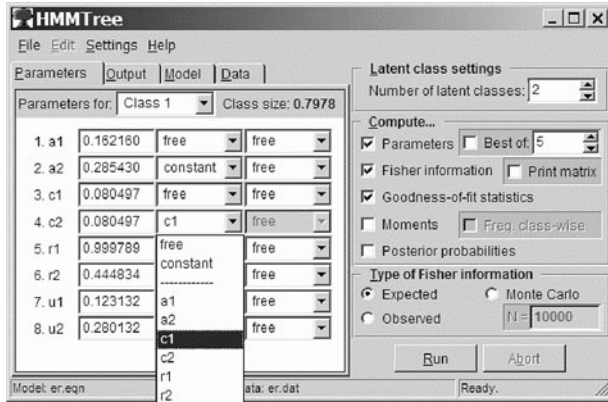 HMMTree
File Edit Settings Help
Parameters Output Model Data
Parameters for: Class 1 Class size: 0.7978
1. a1 0.162160 free free
2. a2 0.285430 constant free
3. c1 0.080497 free free
4. c2 0.080497 c1 free
5. r1 0.999789 free
6. r2 0.444834 free
7. u1 0.123132 free
8. u2 0.280132 free
free
constant
------------
a1
a2
c1
c2
r1
r2
Latent class settings
Number of latent classes: 2
Compute...
Parameters Best of: 5
Fisher information Print matrix
Goodness-of-fit statistics
Moments Freq. class-wise
Posterior probabilities
Type of Fisher information
Expected Monte Carlo
Observed N = 10000
Run Abort
Model: er.eqn ata: er.dat Ready.